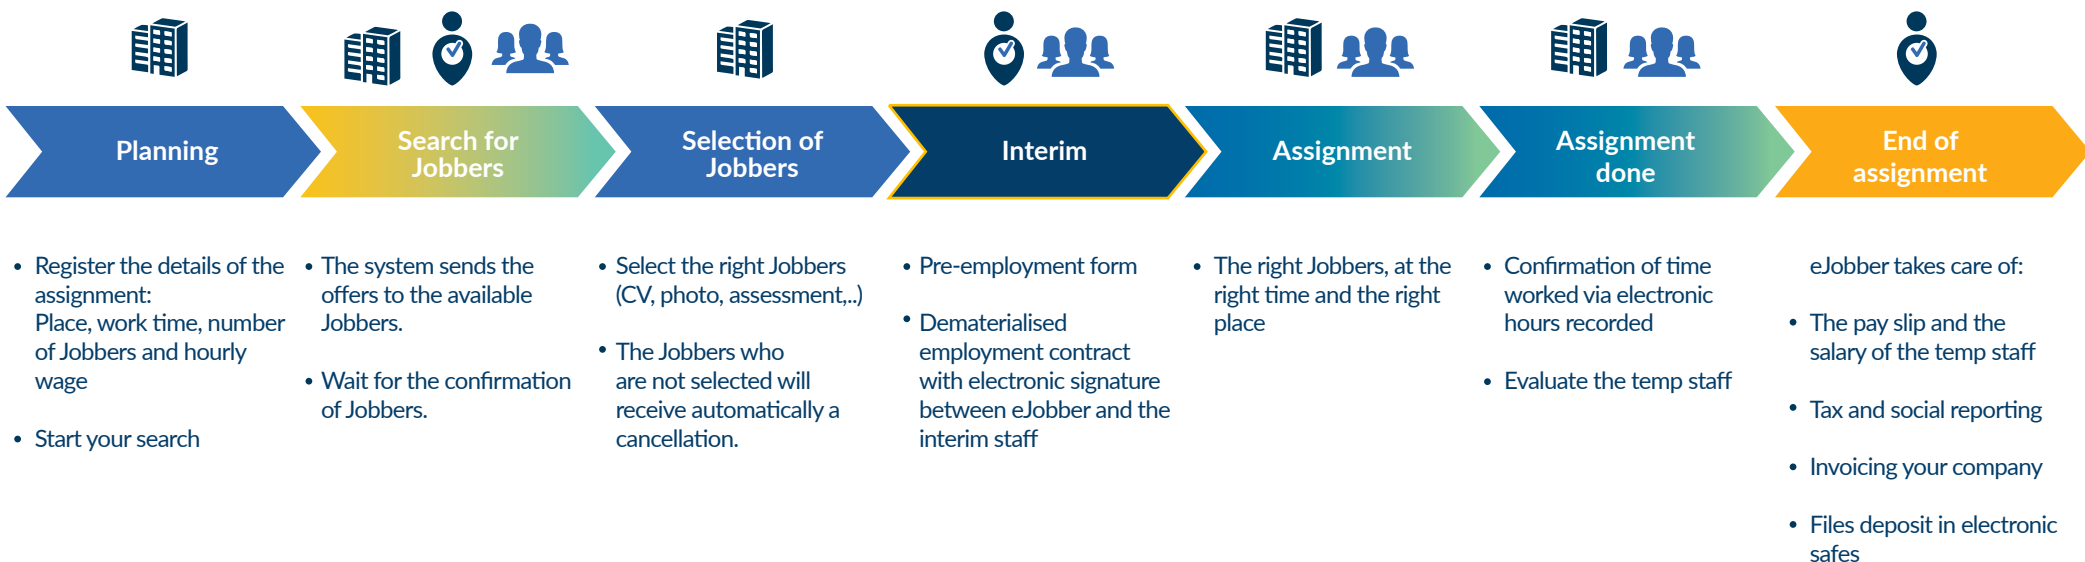 Planning
Search for
Jobbers
Selection of
Jobbers
Interim
Assignment
Assignment
done
End of
assignment
• Register the details of the
assignment:
Place, work time, number
of Jobbers and hourly
wage
• Start your search
• The system sends the
offers to the available
Jobbers.
• Wait for the confirmation
of Jobbers.
• Select the right Jobbers
(CV, photo, assessment,..)
• The Jobbers who
are not selected will
receive automatically a
cancellation.
• Pre-employment form
• Dematerialised
employment contract
with electronic signature
between eJobber and the
interim staff
• The right Jobbers, at the
right time and the right
place
• Confirmation of time
worked via electronic
hours recorded
• Evaluate the temp staff
eJobber takes care of:
• The pay slip and the
salary of the temp staff
• Tax and social reporting
• Invoicing your company
• Files deposit in electronic
safes